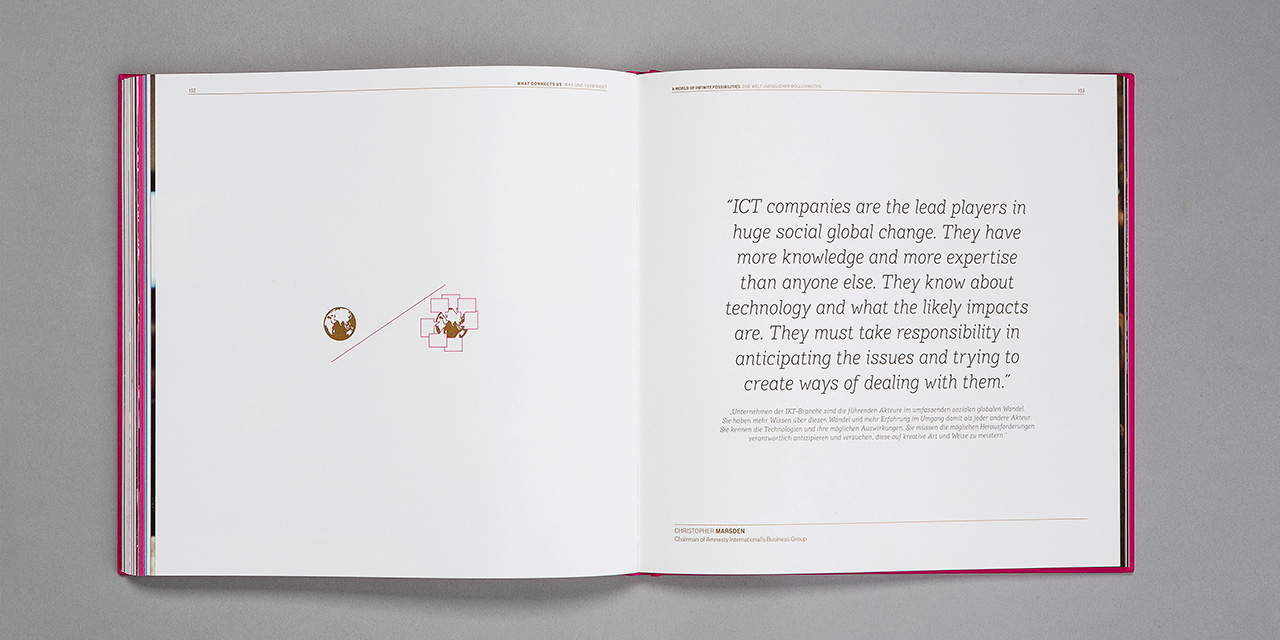 152
WHAT CONNECTS US WAS UNS VERBINDET
A WORLD OF INFINITE POSSIBILITIES EINE WELT UNENDLICHER MÖGLICHKEITEN
153
“ICT companies are the lead players in
huge social global change. They have
more knowledge and more expertise
than anyone else. They know about
technology and what the likely impacts
are. They must take responsibility in
anticipating the issues and trying to
create ways of dealing with them.”
„Unternehmen der IKT-Branche sind die führenden Akteure im umfassenden sozialen globalen Wandel.
Sie haben mehr Wissen über diesen Wandel und mehr Erfahrung im Umgang damit als jeder andere Akteur.
Sie kennen die Technologien und ihre möglichen Auswirkungen. Sie müssen die möglichen Herausforderungen
verantwortlich antizipieren und versuchen, diese auf kreative Art und Weise zu meistern.“
CHRISTOPHER MARSDEN
Chairman of Amnesty International's Business Group